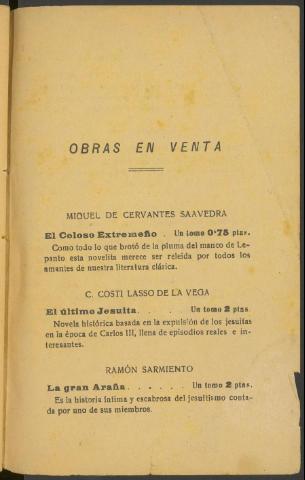 OBRAS EN VENTA
MIGUEL DE CERVANTES SAAVEDRA
El Celoso Extremeño . Un tomo 0·75 ptas.
Como todo lo que brotó de la pluma del manco de Le-
panto esta novelita merece ser releída por todos los
amantes de nuestra literatura clásica.
C. COSTI LASSO DE LA VEGA
El último Jesuita. . . . . Un tomo 2 ptas.
Novela histórica basada en la expulsión de los jesuitas
en la época de Carlos III, llena de episodios reales e in-
teresantes.
RAMÓN SARMIENTO
La gran Araña. . . . . . Un tomo 2 ptas.
Es la historia íntima y escabrosa del jesuitismo conta-
da por uno de sus miembros.